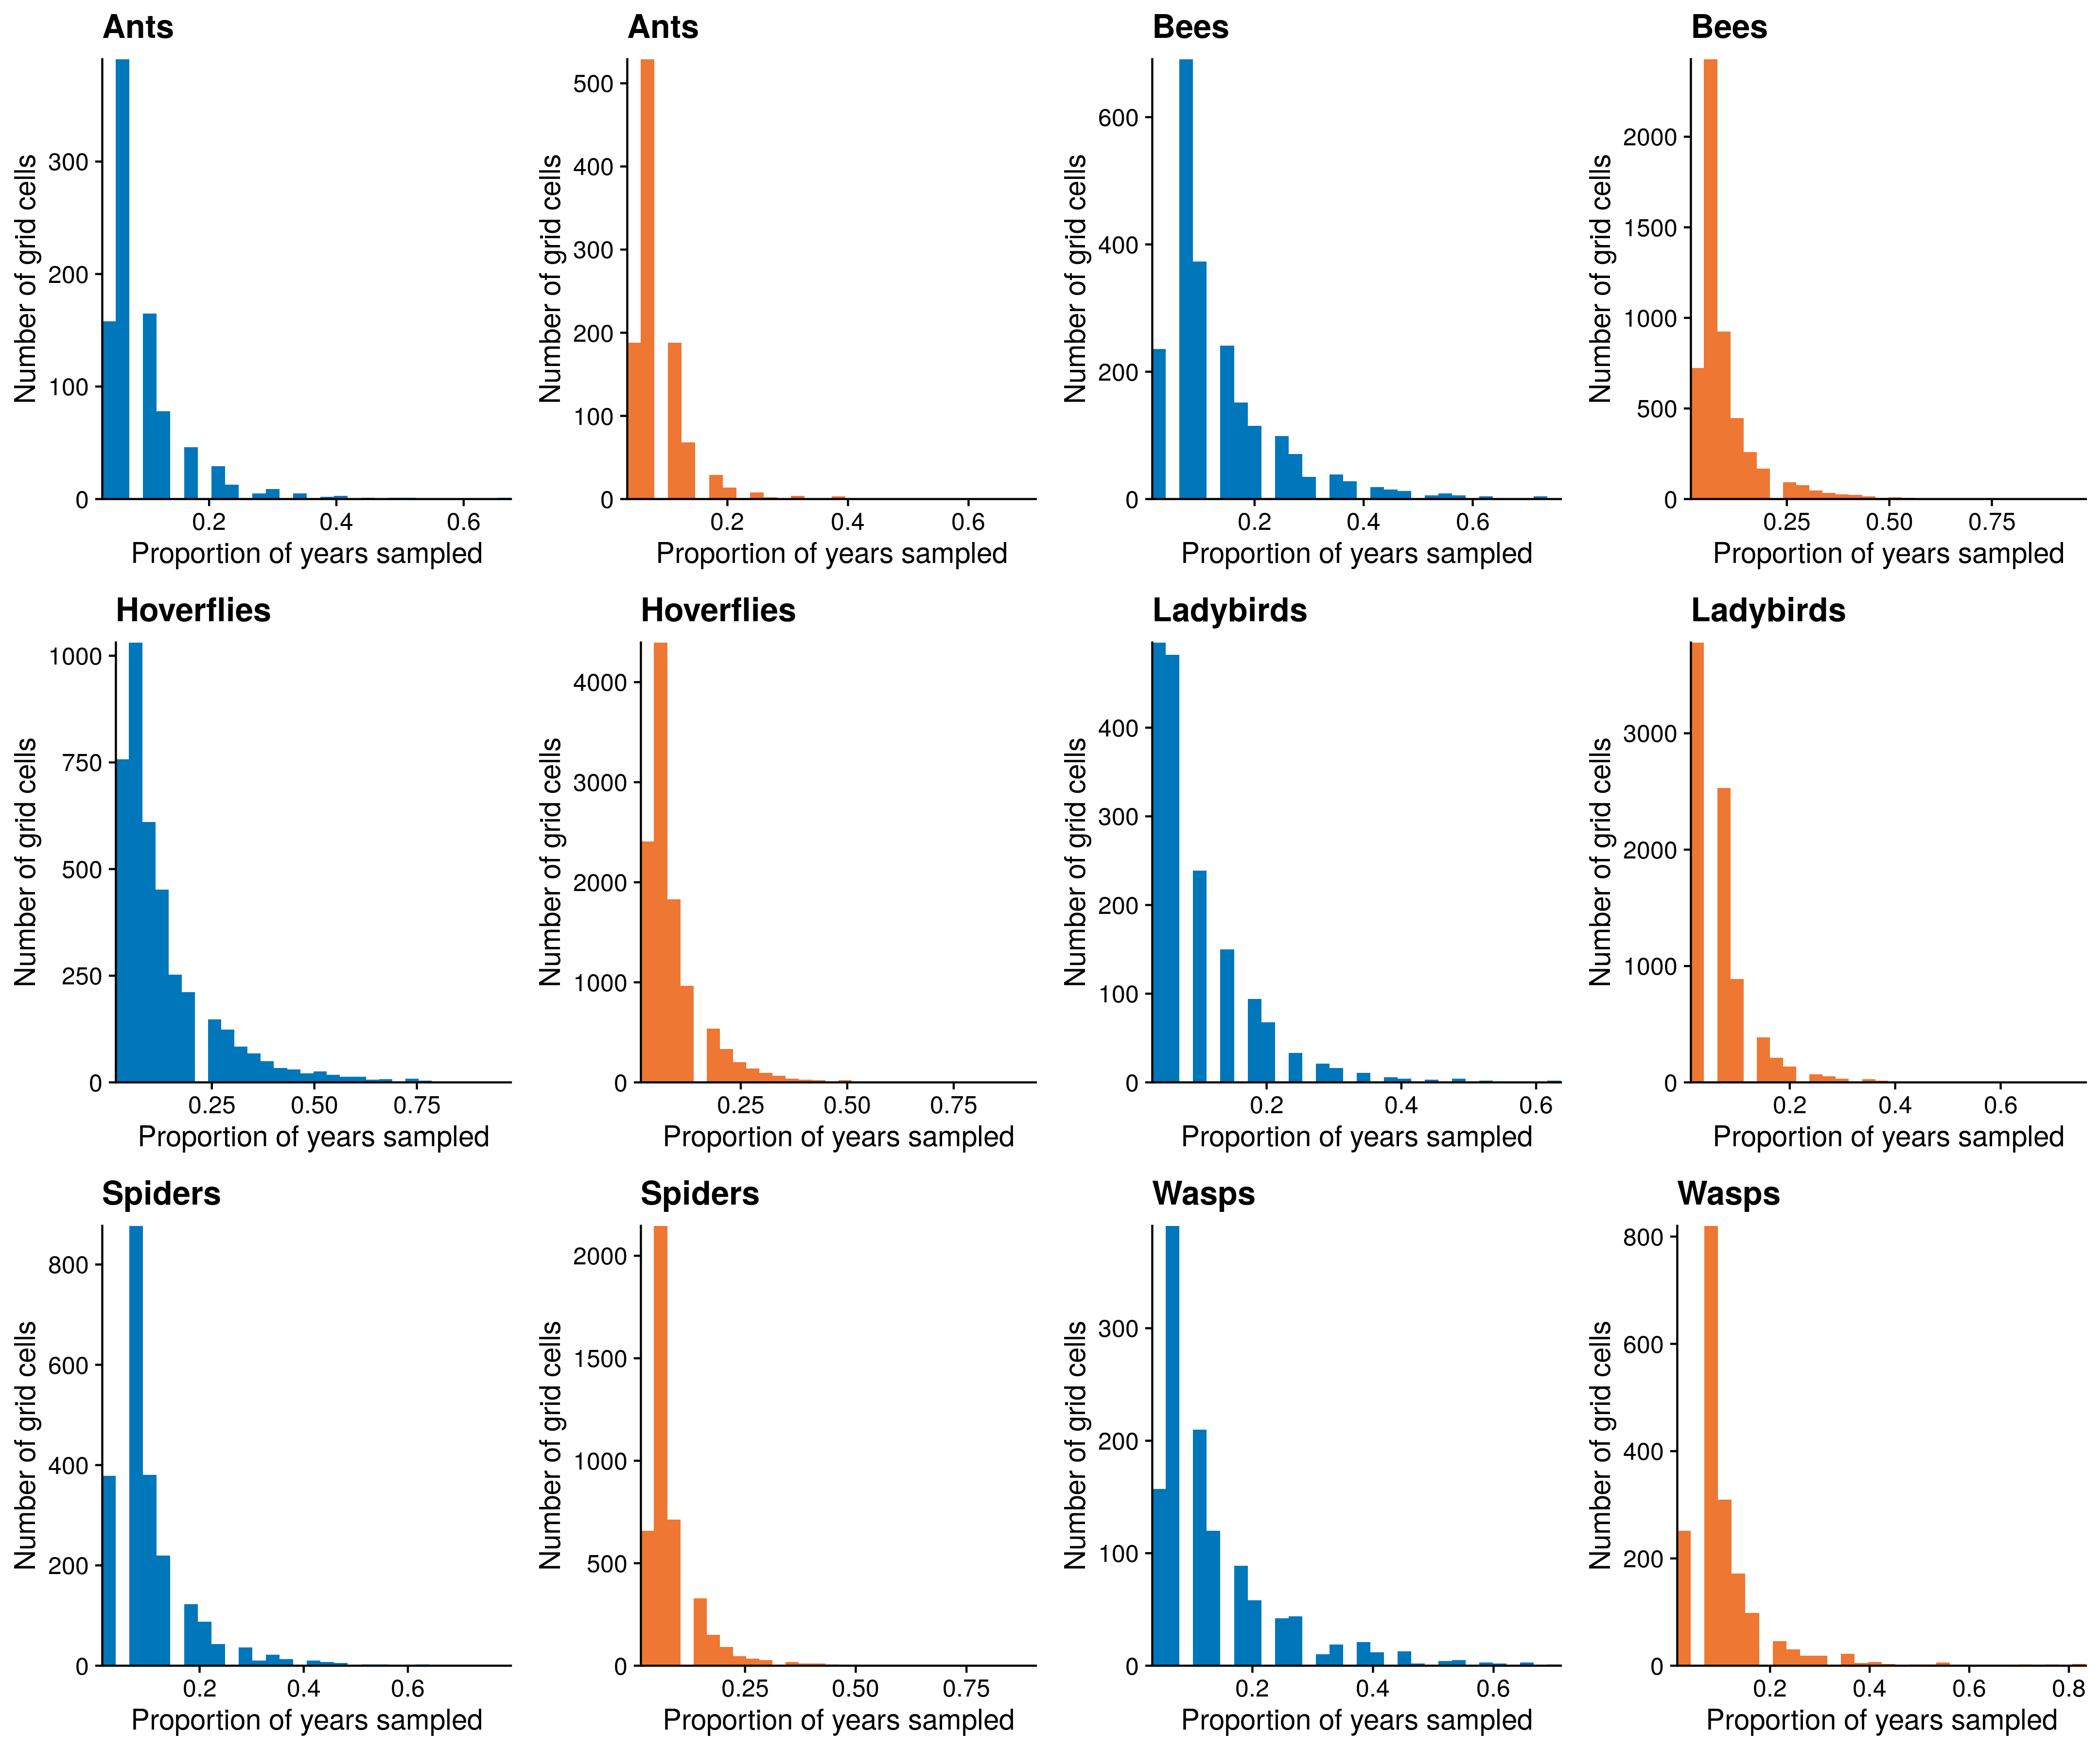 Ants
Ants
Bees
Bees
Number of grid cells
300
200
100
0
0.2 0.4 0.6
Proportion of years sampled
Number of grid cells
500
400
300
200
100
0
0.2 0.4 0.6
Proportion of years sampled
Number of grid cells
600
400
200
0
0.2 0.4 0.6
Proportion of years sampled
Number of grid cells
2000
1500
1000
500
0
0.25 0.50 0.75
Proportion of years sampled
Hoverflies
Hoverflies
Ladybirds
Ladybirds
Number of grid cells
1000
750
500
250
0
0.25 0.50 0.75
Proportion of years sampled
Number of grid cells
4000
3000
2000
1000
0
0.25 0.50 0.75
Proportion of years sampled
Number of grid cells
400
300
200
100
0
0.2 0.4 0.6
Proportion of years sampled
Number of grid cells
3000
2000
1000
0
0.2 0.4 0.6
Proportion of years sampled
Spiders
Spiders
Wasps
Wasps
Number of grid cells
800
600
400
200
0
0.2 0.4 0.6
Proportion of years sampled
Number of grid cells
2000
1500
1000
500
0
0.25 0.50 0.75
Proportion of years sampled
Number of grid cells
300
200
100
0
0.2 0.4 0.6
Proportion of years sampled
Number of grid cells
800
600
400
200
0
0.2 0.4 0.6 0.8
Proportion of years sampled